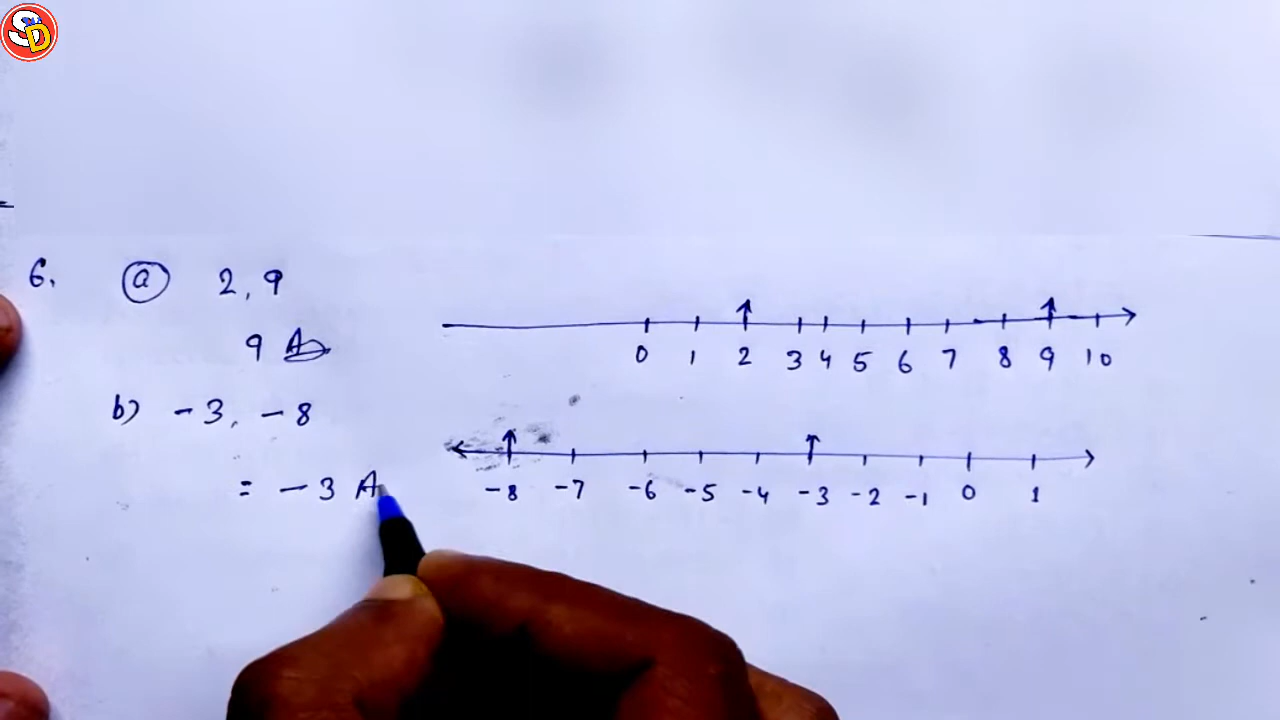 SD
6. (a) 2, 9
0 1 2 3 4 5 6 7 8 9 10
9 A
b) -3, -8
-8 -7 -6 -5 -4 -3 -2 -1 0 1
= -3 A